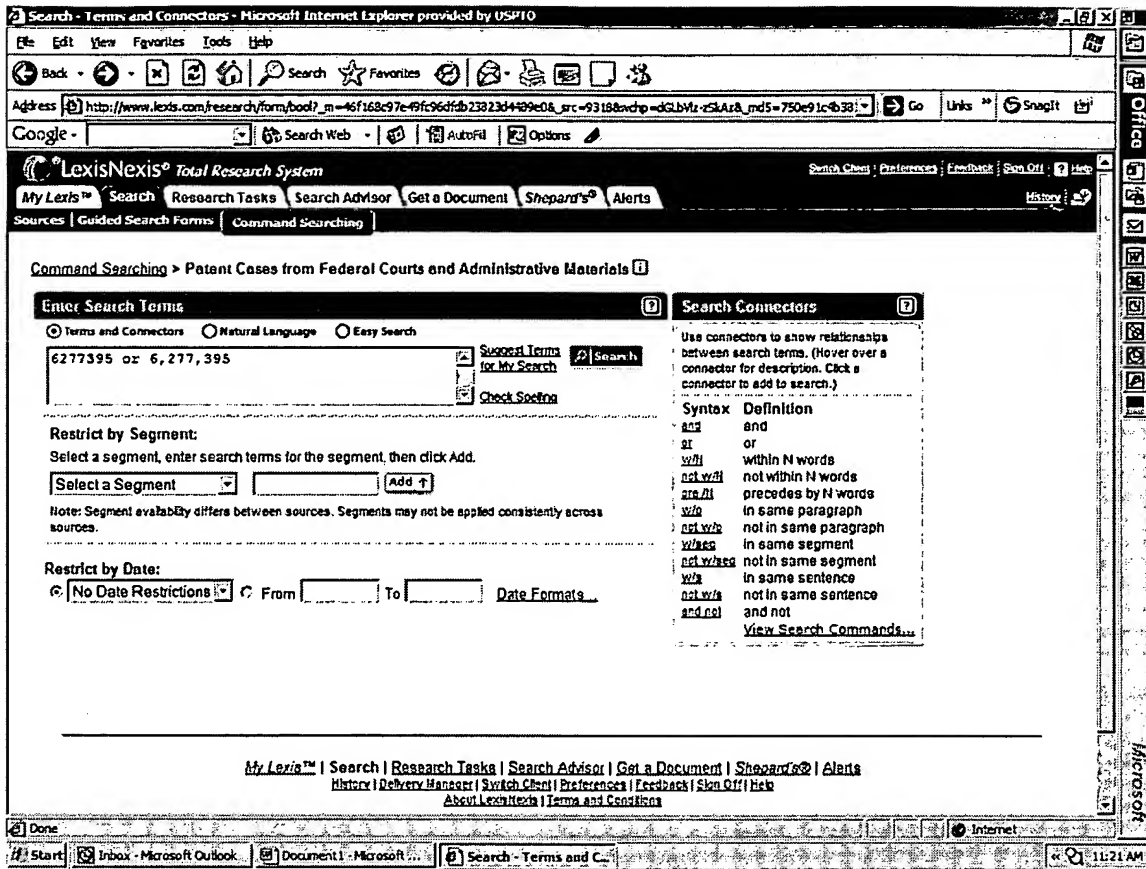 Search - Terms and Connectors - Microsoft Internet Explorer provided by USPTO
File Edit View Favorites Tools Help
Back Search Favorites
Address http://www.lexis.com/research/form/bool?_m= Go Links » SnagIt
Google - Search Web AutoFill Options
LexisNexis® Total Research System
Switch Client | Preferences | Feedback | Sign Off | ? Help
My Lexis™ Search Research Tasks Search Advisor Get a Document Shepard's® Alerts
History
Sources | Guided Search Forms | Command Searching
Command Searching > Patent Cases from Federal Courts and Administrative Materials i
Enter Search Terms ?
Terms and Connectors Natural Language Easy Search
6277395 or 6,277,395
Suggest Terms for My Search
Search
Check Spelling
Restrict by Segment:
Select a segment, enter search terms for the segment, then click Add.
Select a Segment Add ↑
Note: Segment availability differs between sources. Segments may not be applied consistently across
sources.
Restrict by Date:
No Date Restrictions From To Date Formats...
Search Connectors ?
Use connectors to show relationships
between search terms. (Hover over a
connector for description. Click a
connector to add to search.)
Syntax Definition
and and
or or
w/N within N words
not w/N not within N words
pre /N precedes by N words
w/p in same paragraph
not w/p not in same paragraph
w/seg in same segment
not w/seg not in same segment
w/s in same sentence
not w/s not in same sentence
and not and not
View Search Commands...
My Lexis™ | Search | Research Tasks | Search Advisor | Get a Document | Shepard's® | Alerts
History | Delivery Manager | Switch Client | Preferences | Feedback | Sign Off | Help
About LexisNexis | Terms and Conditions
Done Internet
Start Inbox - Microsoft Outlook Document1 - Microsoft ... Search - Terms and C... « 11:21 AM
Office
Microsoft